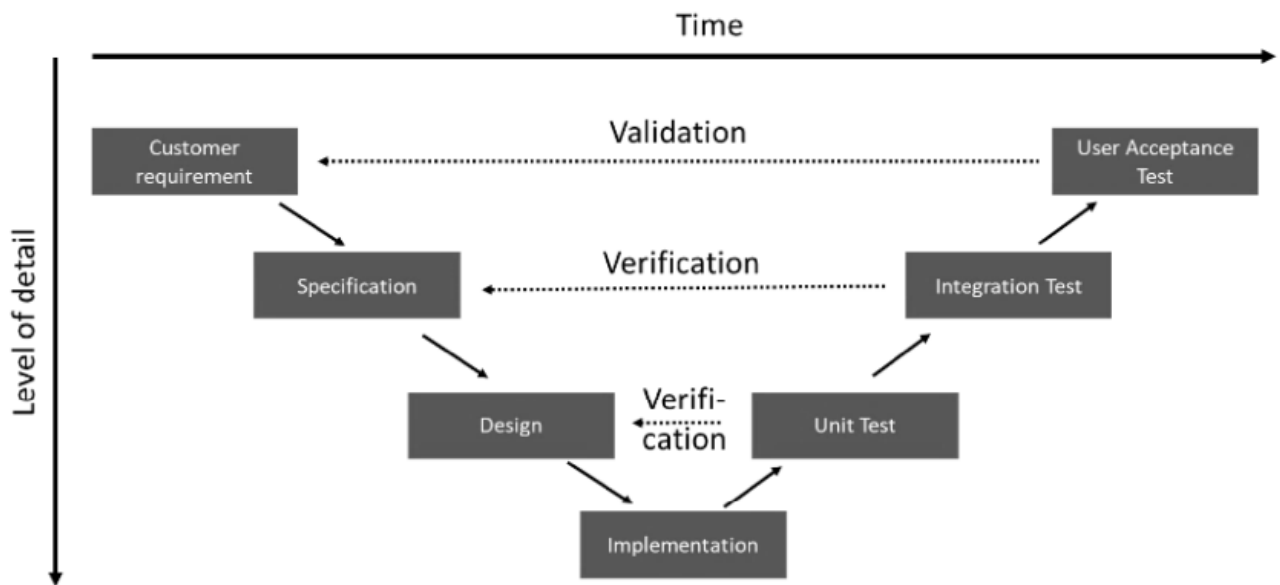 Time
Level of detail
Customer
requirement
Validation
User Acceptance
Test
Specification
Verification
Integration Test
Design
Verifi-
cation
Unit Test
Implementation